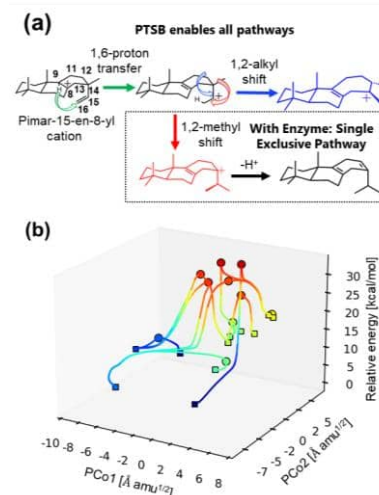 (a)
PTSB enables all pathways
1,6-proton
transfer
1,2-alkyl
shift
9
11
12
H
8
13
14
15
16
+
H
+
+
Pimar-15-en-8-yl
cation
1,2-methyl
shift
With Enzyme: Single
Exclusive Pathway
-H+
+
(b)
Relative energy [kcal/mol]
30
25
20
15
10
5
0
PCo1 [Å amu1/2]
-10 -8 -6 -4 -2 0 2 4 6 8
PCo2 [Å amu1/2]
-7 -5 -2 0 2 5